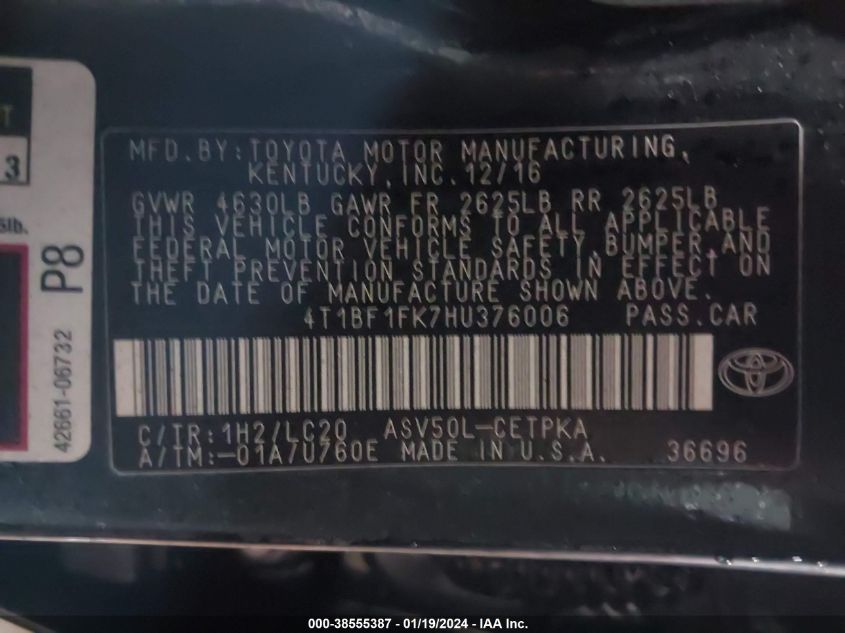 T
3
5lb.
P8
42661-06732
MFD.BY:TOYOTA MOTOR MANUFACTURING,
KENTUCKY,INC.12/16
GVWR 4630LB GAWR FR 2625LB RR 2625LB
THIS VEHICLE CONFORMS TO ALL APPLICABLE
FEDERAL MOTOR VEHICLE SAFETY,BUMPER,AND
THEFT PREVENTION STANDARDS IN EFFECT ON
THE DATE OF MANUFACTURE SHOWN ABOVE.
4T1BF1FK7HU376006 PASS.CAR
C/TR:1H2/LC20 ASV50L-CETPKA
A/TM:-01A/U760E MADE IN U.S.A. 36696
000-38555387 - 01/19/2024 - IAA Inc.